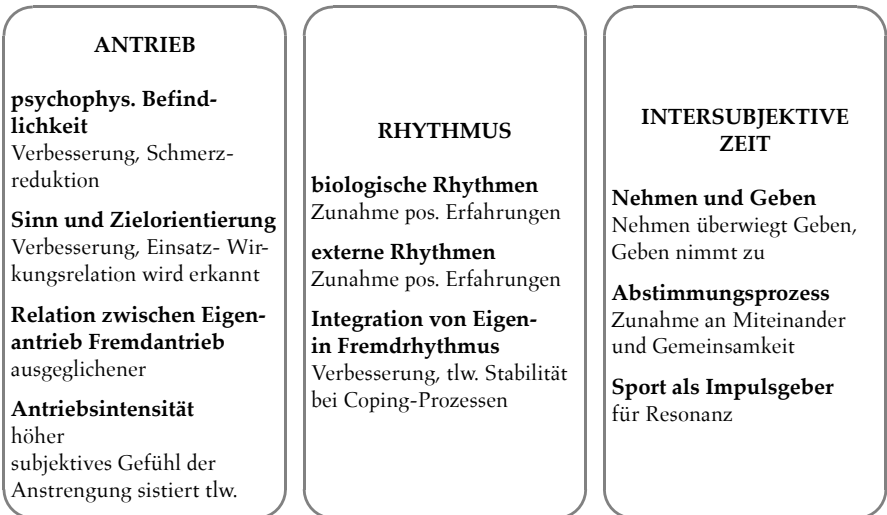 ANTRIEB
psychophys. Befind-
lichkeit
Verbesserung, Schmerz-
reduktion
Sinn und Zielorientierung
Verbesserung, Einsatz- Wir-
kungsrelation wird erkannt
Relation zwischen Eigen-
antrieb Fremdantrieb
ausgeglichener
Antriebsintensität
höher
subjektives Gefühl der
Anstrengung sistiert tlw.
RHYTHMUS
biologische Rhythmen
Zunahme pos. Erfahrungen
externe Rhythmen
Zunahme pos. Erfahrungen
Integration von Eigen-
in Fremdrhythmus
Verbesserung, tlw. Stabilität
bei Coping-Prozessen
INTERSUBJEKTIVE
ZEIT
Nehmen und Geben
Nehmen überwiegt Geben,
Geben nimmt zu
Abstimmungsprozess
Zunahme an Miteinander
und Gemeinsamkeit
Sport als Impulsgeber
für Resonanz